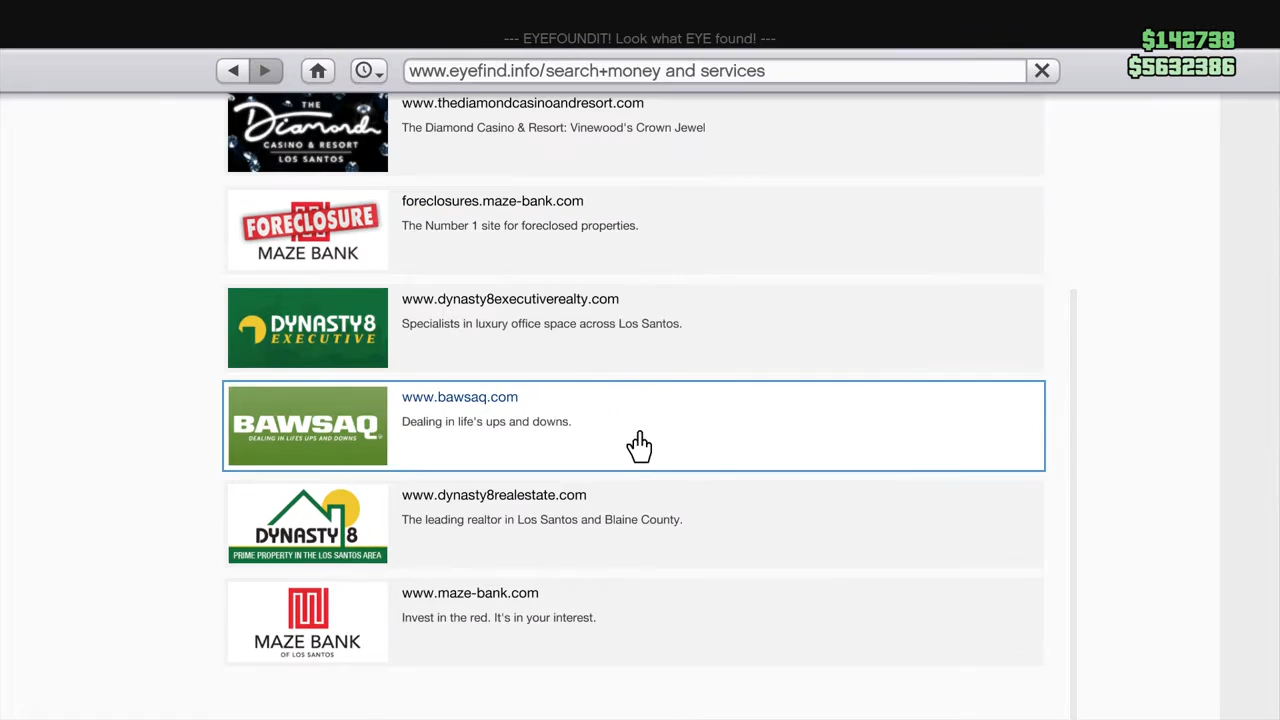 --- EYEFOUNDIT! Look what EYE found! ---
$142738
$5632386
www.eyefind.info/search+money and services
THE
Diamond
CASINO & RESORT
LOS SANTOS
www.thediamondcasinoandresort.com
The Diamond Casino & Resort: Vinewood's Crown Jewel
FORECLOSURE
MAZE BANK
foreclosures.maze-bank.com
The Number 1 site for foreclosed properties.
DYNASTY8
EXECUTIVE
www.dynasty8executiverealty.com
Specialists in luxury office space across Los Santos.
BAWSAQ
DEALING IN LIFES UPS AND DOWNS
www.bawsaq.com
Dealing in life's ups and downs.
DYNASTY 8
PRIME PROPERTY IN THE LOS SANTOS AREA
www.dynasty8realestate.com
The leading realtor in Los Santos and Blaine County.
MAZE BANK
OF LOS SANTOS
www.maze-bank.com
Invest in the red. It's in your interest.